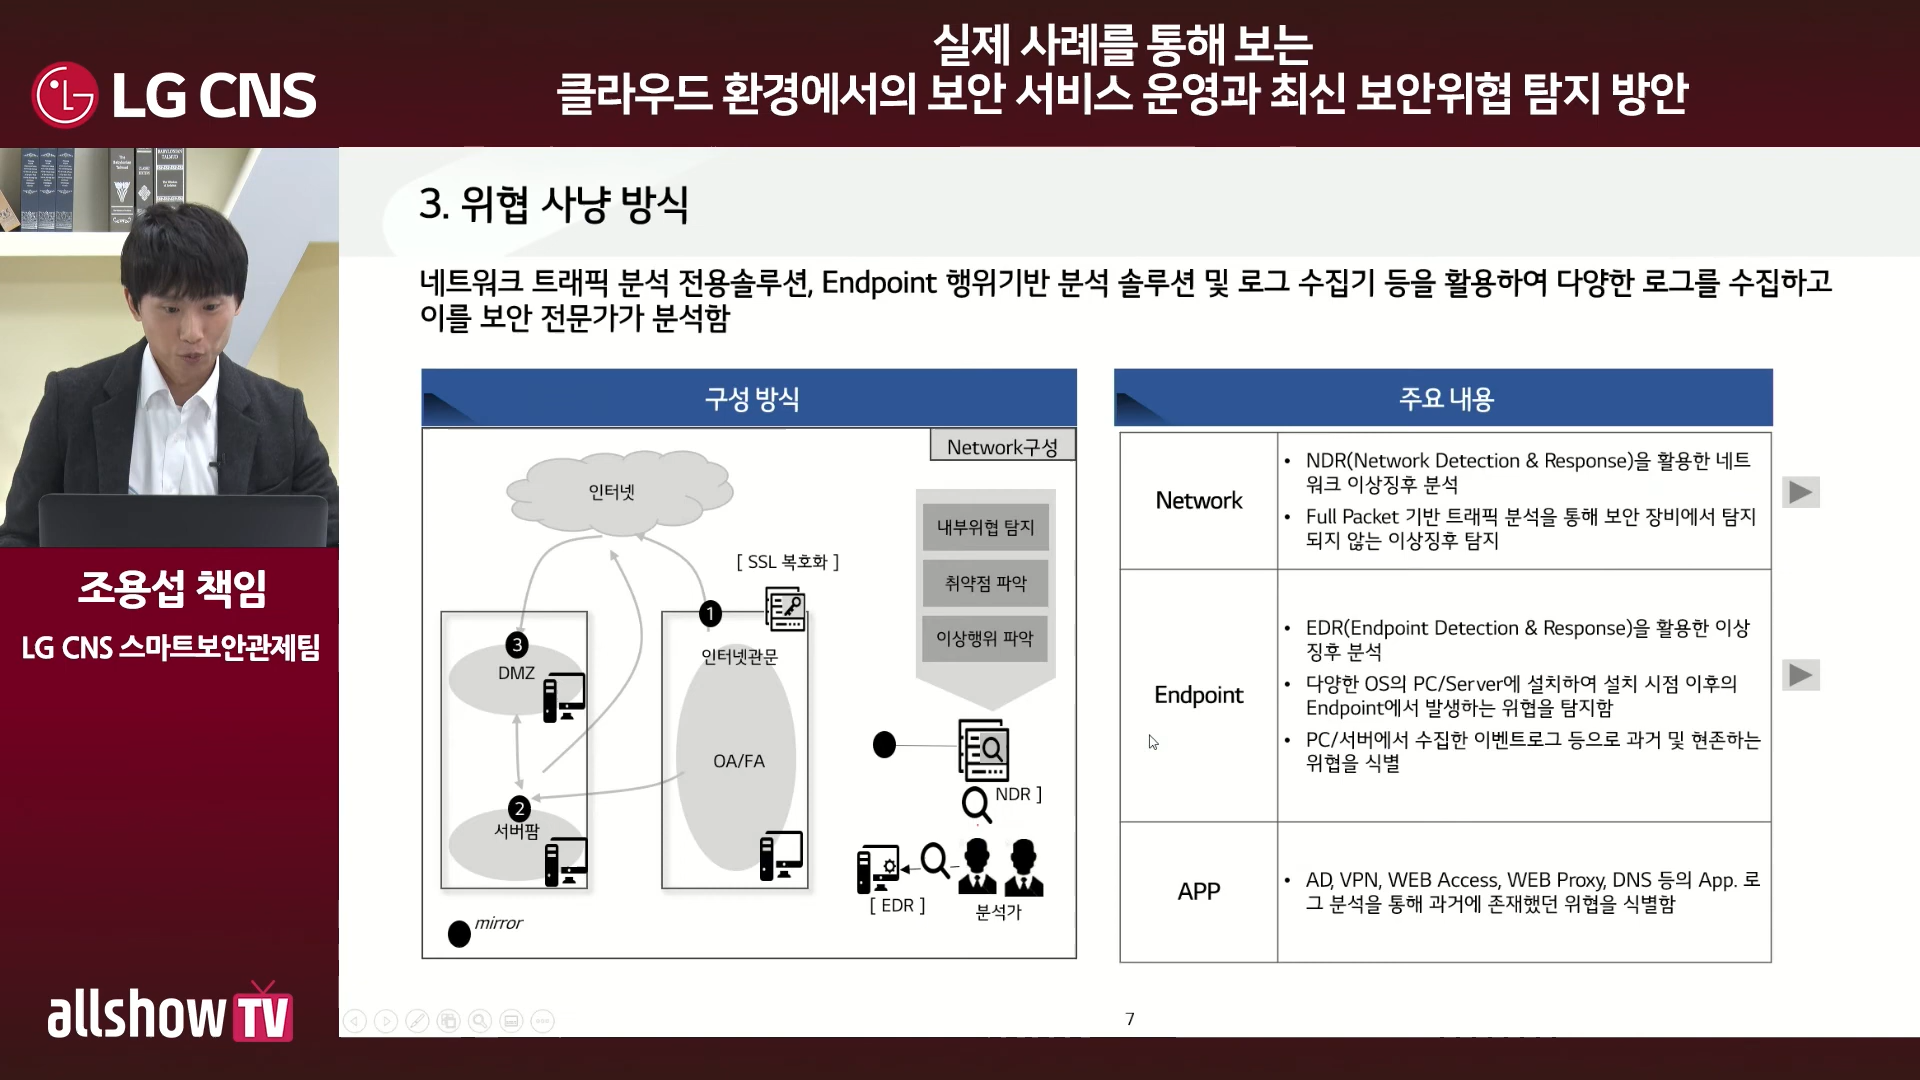 실제 사례를 통해 보는
클라우드 환경에서의 보안 서비스 운영과 최신 보안위협 탐지 방안
LG CNS
3. 위협 사냥 방식
네트워크 트래픽 분석 전용솔루션, Endpoint 행위기반 분석 솔루션 및 로그 수집기 등을 활용하여 다양한 로그를 수집하고
이를 보안 전문가가 분석함
구성 방식
Network구성
인터넷
[ SSL 복호화 ]
내부위협 탐지
취약점 파악
이상행위 파악
1
인터넷관문
3
DMZ
OA/FA
2
서버팜
NDR ]
[ EDR ]
분석가
mirror
주요 내용
Network
• NDR(Network Detection & Response)을 활용한 네트
워크 이상징후 분석
• Full Packet 기반 트래픽 분석을 통해 보안 장비에서 탐지
되지 않는 이상징후 탐지
Endpoint
• EDR(Endpoint Detection & Response)을 활용한 이상
징후 분석
• 다양한 OS의 PC/Server에 설치하여 설치 시점 이후의
Endpoint에서 발생하는 위협을 탐지함
• PC/서버에서 수집한 이벤트로그 등으로 과거 및 현존하는
위협을 식별
APP
• AD, VPN, WEB Access, WEB Proxy, DNS 등의 App. 로
그 분석을 통해 과거에 존재했던 위협을 식별함
7
조용섭 책임
LG CNS 스마트보안관제팀
allshow TV